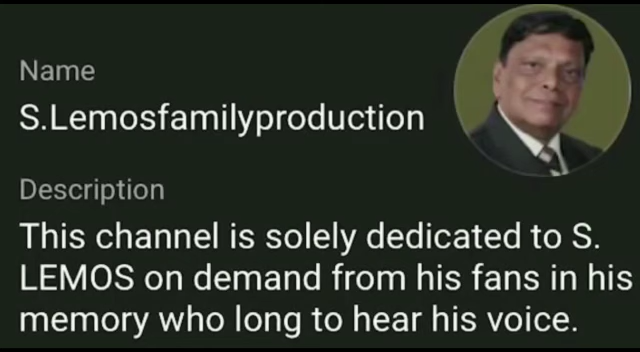 Name
S.Lemosfamilyproduction
Description
This channel is solely dedicated to S.
LEMOS on demand from his fans in his
memory who long to hear his voice.